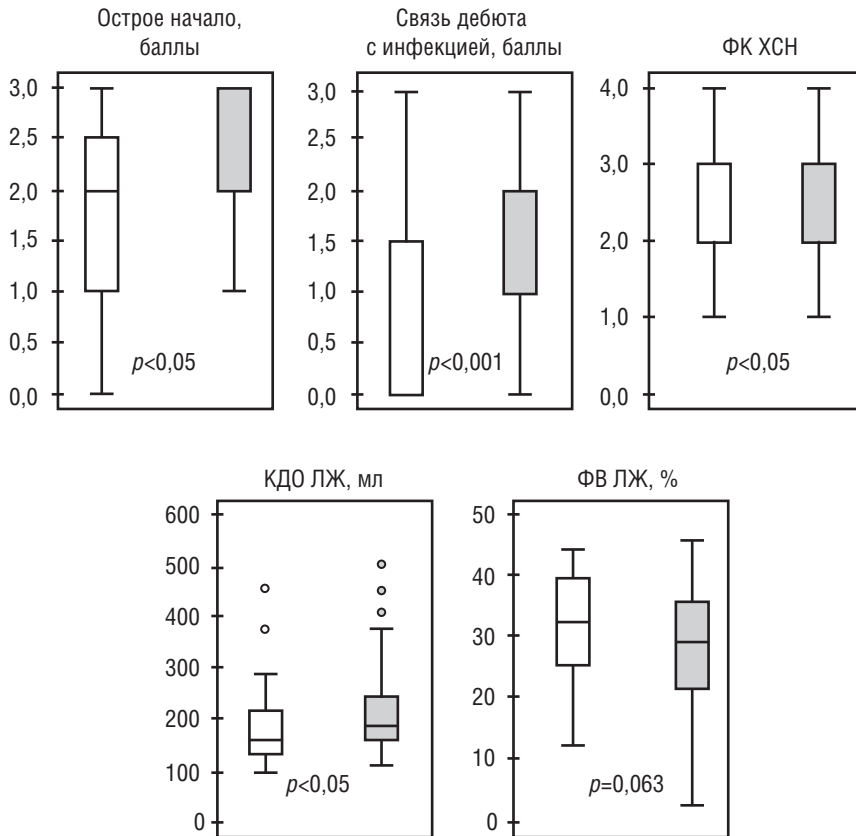 Острое начало,
баллы
3,0
2,5
2,0
1,5
1,0
0,5
0,0
p<0,05
Связь дебюта
с инфекцией, баллы
3,0
2,5
2,0
1,5
1,0
0,5
0,0
p<0,001
ФК ХСН
4,0
3,0
2,0
1,0
0,0
p<0,05
КДО ЛЖ, мл
600
500
400
300
200
100
0
p<0,05
ФВ ЛЖ, %
50
40
30
20
10
0
p=0,063